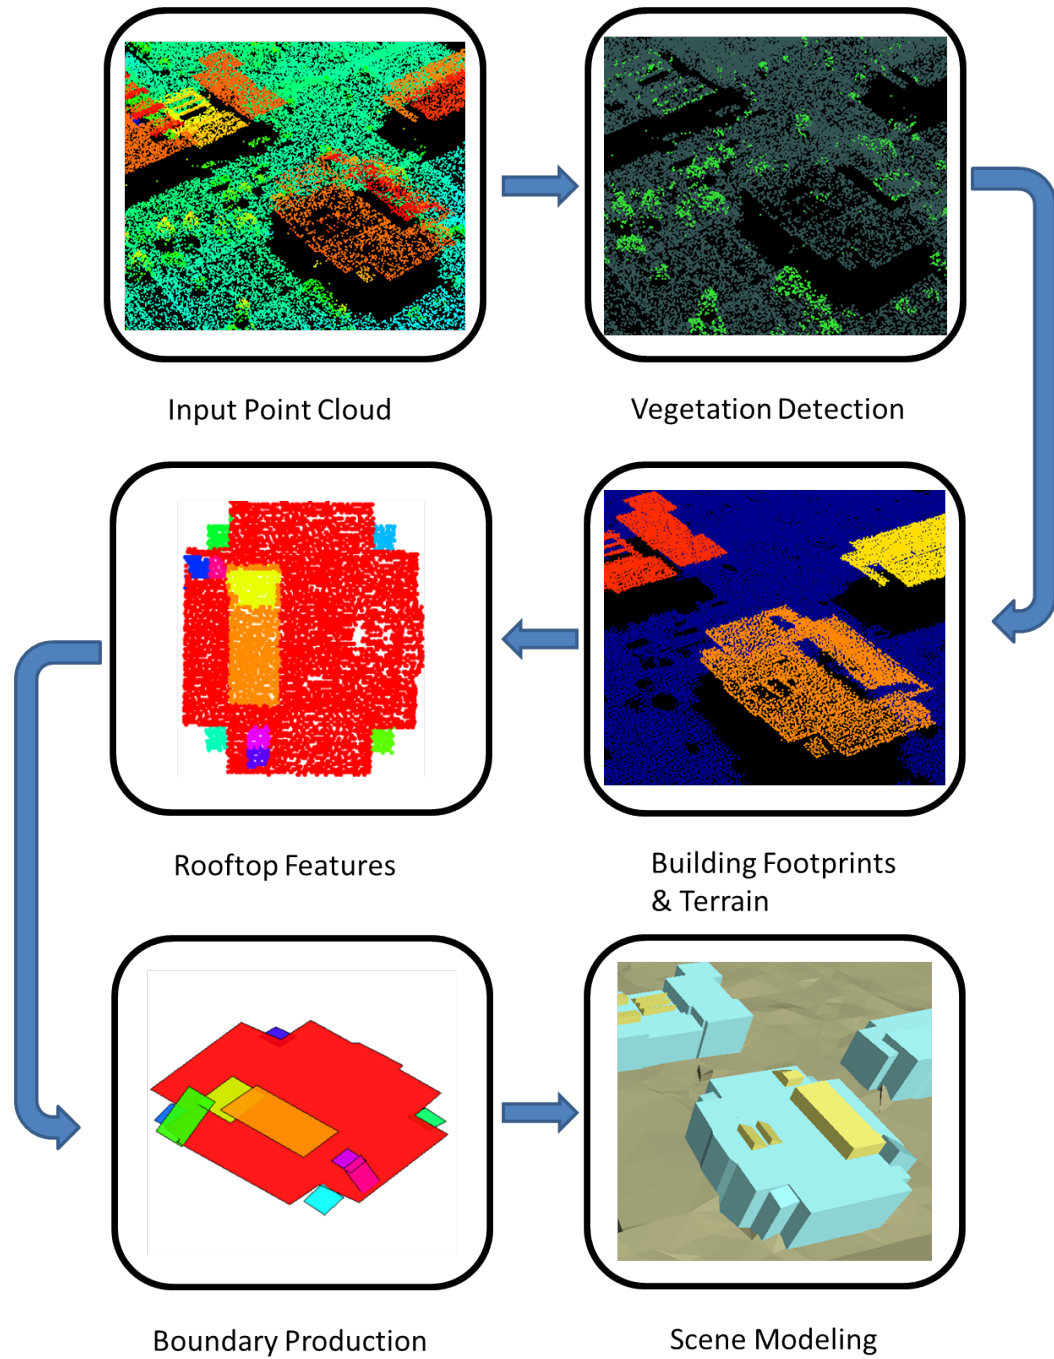 Input Point Cloud
Vegetation Detection
Rooftop Features
Building Footprints
& Terrain
Boundary Production
Scene Modeling